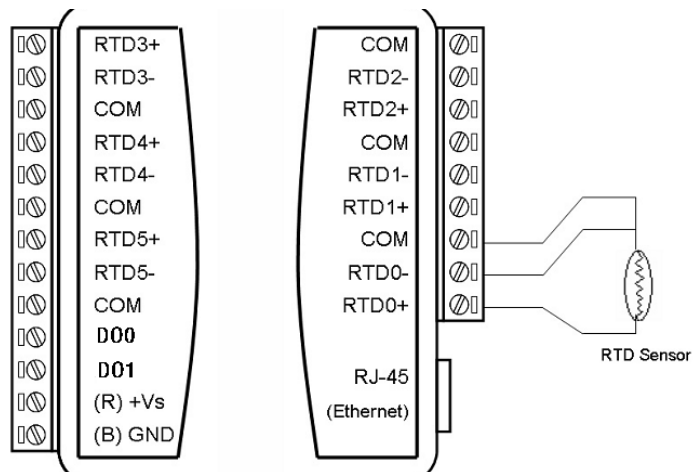 RTD3+
RTD3-
COM
RTD4+
RTD4-
COM
RTD5+
RTD5-
COM
DO0
DO1
(R) +Vs
(B) GND
COM
RTD2-
RTD2+
COM
RTD1-
RTD1+
COM
RTD0-
RTD0+
RJ-45
(Ethernet)
RTD Sensor